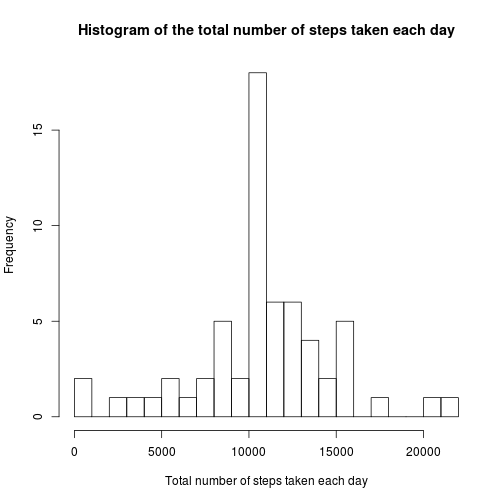 Histogram of the total number of steps taken each day
Frequency
15
10
5
0
0 5000 10000 15000 20000
Total number of steps taken each day